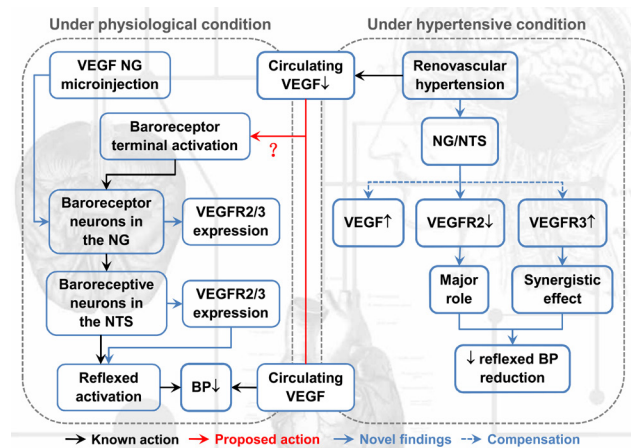 Under physiological condition
Under hypertensive condition
VEGF NG
microinjection
Circulating
VEGF↓
Renovascular
hypertension
Baroreceptor
terminal activation
?
NG/NTS
Baroreceptor
neurons in
the NG
VEGFR2/3
expression
VEGF↑
VEGFR2↓
VEGFR3↑
Baroreceptive
neurons in
the NTS
VEGFR2/3
expression
Major
role
Synergistic
effect
Reflexed
activation
BP↓
Circulating
VEGF
↓ reflexed BP
reduction
Known action
Proposed action
Novel findings
Compensation